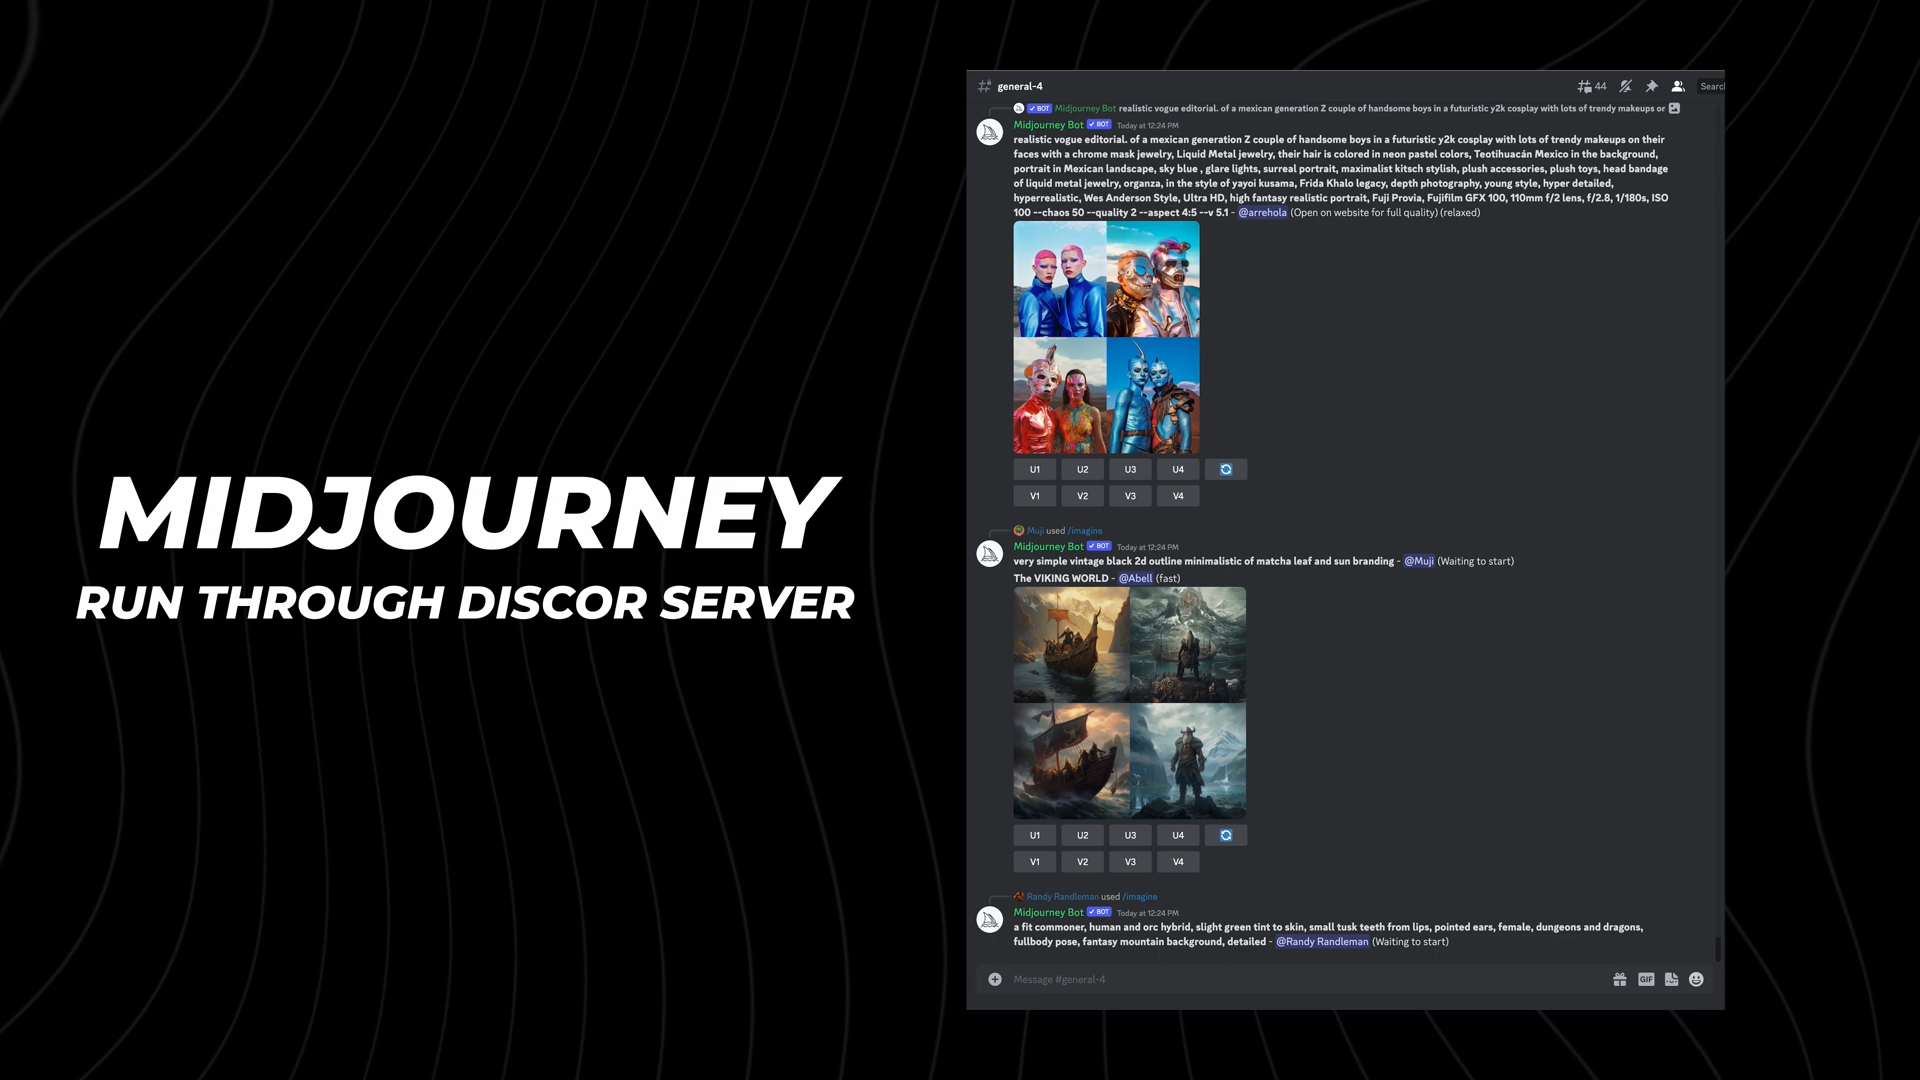 MIDJOURNEY
RUN THROUGH DISCOR SERVER
general-4
44
Search
BOT Midjourney Bot realistic vogue editorial. of a mexican generation Z couple of handsome boys in a futuristic y2k cosplay with lots of trendy makeups or
Midjourney Bot BOT Today at 12:24 PM
realistic vogue editorial. of a mexican generation Z couple of handsome boys in a futuristic y2k cosplay with lots of trendy makeups on their
faces with a chrome mask jewelry, Liquid Metal jewelry, their hair is colored in neon pastel colors, Teotihuacán Mexico in the background,
portrait in Mexican landscape, sky blue , glare lights, surreal portrait, maximalist kitsch stylish, plush accessories, plush toys, head bandage
of liquid metal jewelry, organza, in the style of yayoi kusama, Frida Khalo legacy, depth photography, young style, hyper detailed,
hyperrealistic, Wes Anderson Style, Ultra HD, high fantasy realistic portrait, Fuji Provia, Fujifilm GFX 100, 110mm f/2 lens, f/2.8, 1/180s, ISO
100 --chaos 50 --quality 2 --aspect 4:5 --v 5.1 - @arrehola (Open on website for full quality) (relaxed)
U1 U2 U3 U4
V1 V2 V3 V4
Muji used /imagine
Midjourney Bot BOT Today at 12:24 PM
very simple vintage black 2d outline minimalistic of matcha leaf and sun branding - @Muji (Waiting to start)
The VIKING WORLD - @Abell (fast)
U1 U2 U3 U4
V1 V2 V3 V4
Randy Randleman used /imagine
Midjourney Bot BOT Today at 12:24 PM
a fit commoner, human and orc hybrid, slight green tint to skin, small tusk teeth from lips, pointed ears, female, dungeons and dragons,
fullbody pose, fantasy mountain background, detailed - @Randy Randleman (Waiting to start)
Message #general-4
GIF